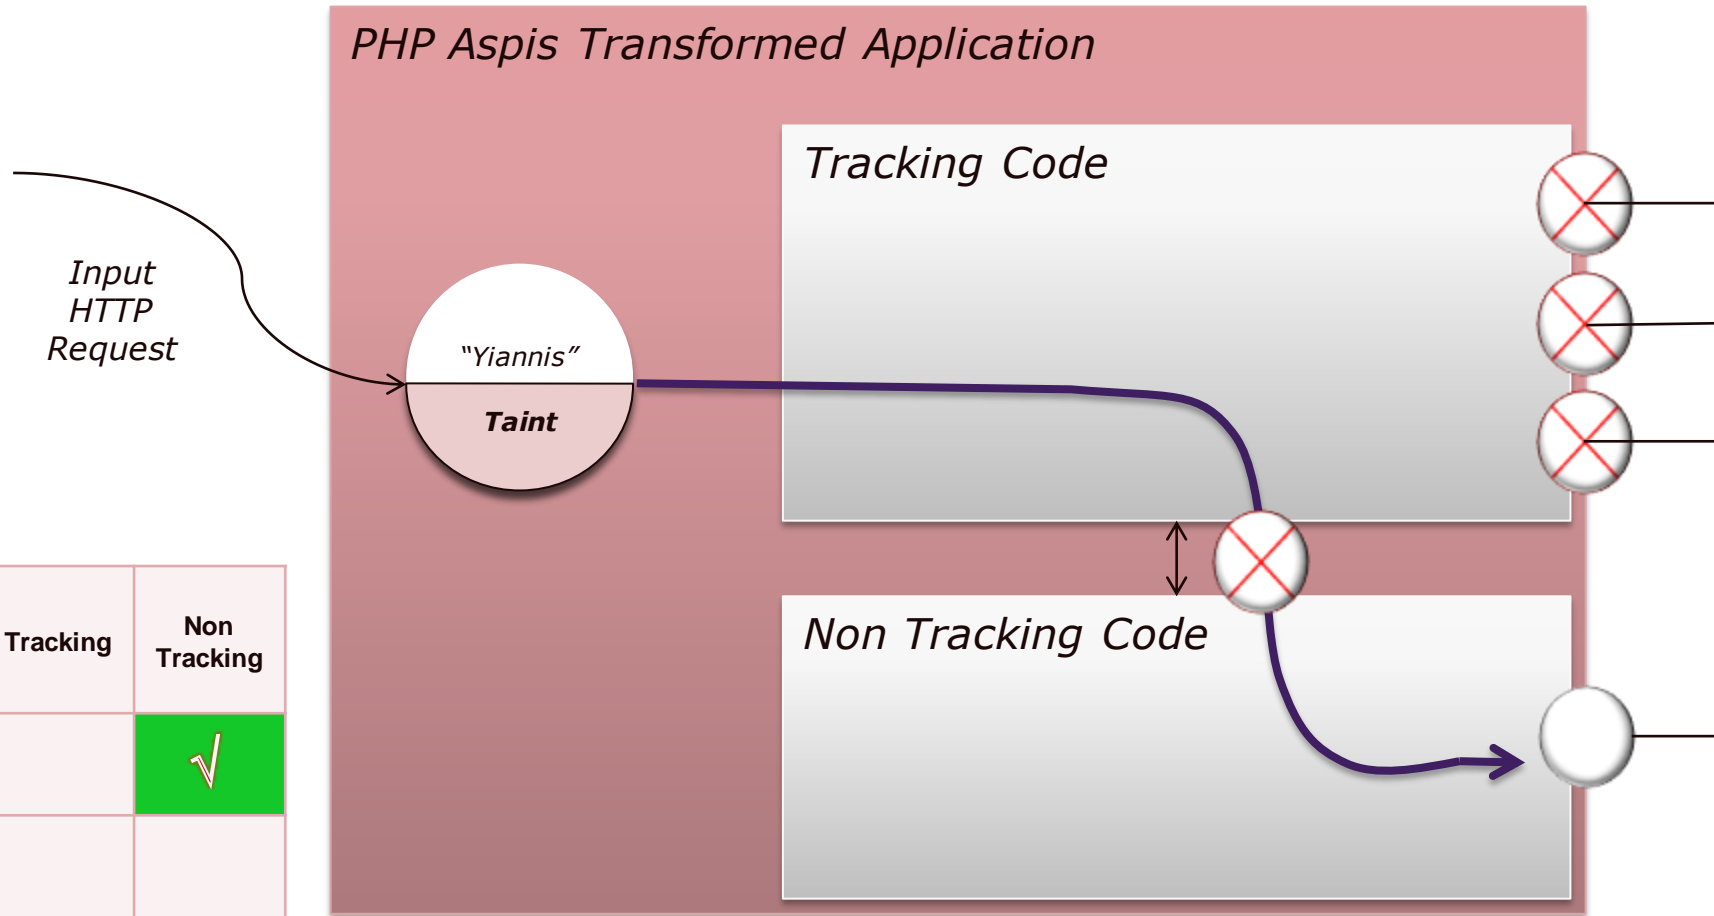 PHP Aspis Transformed Application
Tracking Code
Input
HTTP
Request
“Yiannis”
Taint
Non Tracking Code
Tracking
Non
Tracking
√